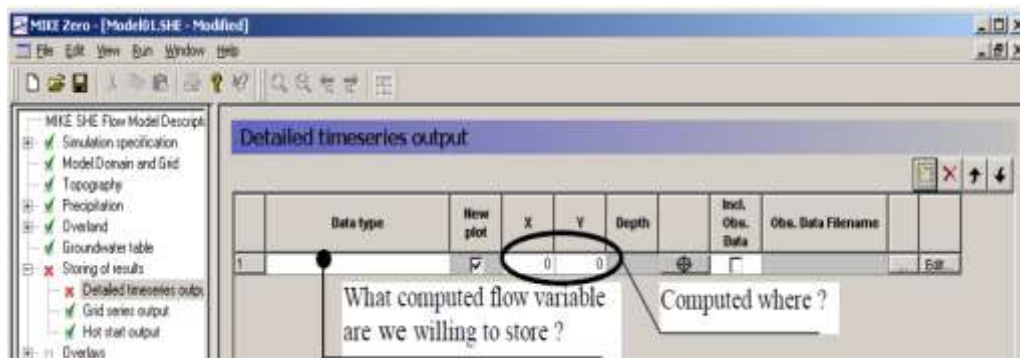 MIKE Zero - [Model01.SHE - Modified]
File Edit View Run Window Help
MIKE SHE Flow Model Descripti
Simulation specification
Model Domain and Grid
Topography
Precipitation
Overland
Groundwater table
Storing of results
Detailed timeseries outpu
Grid series output
Hot start output
Overlays
Detailed timeseries output
Data type New plot X Y Depth Incl. Obs. Data Obs. Data Filename
1 0 0 ... Edit...
What computed flow variable
are we willing to store ?
Computed where ?